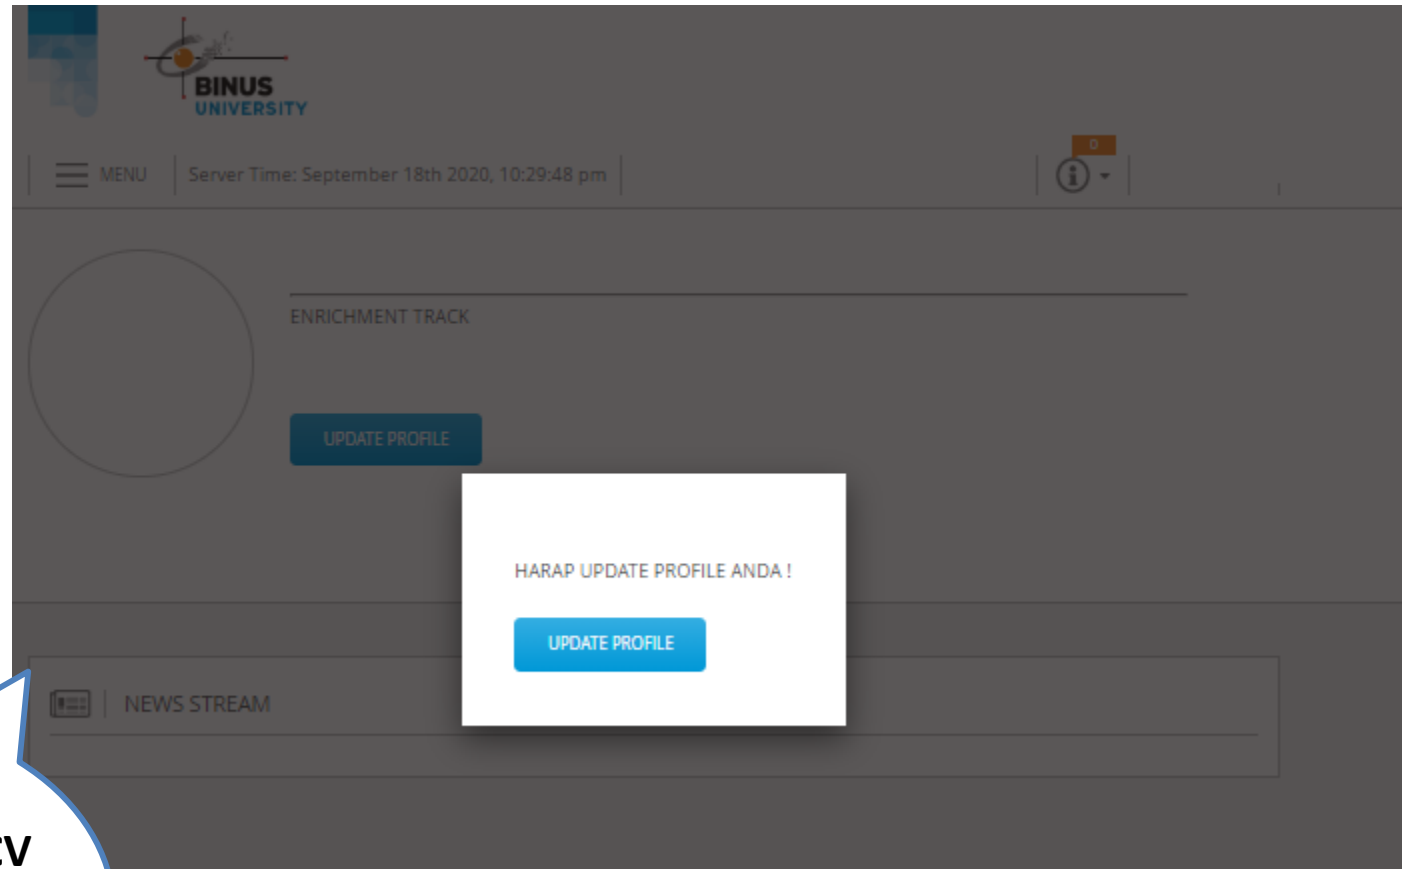 BINUS
UNIVERSITY
MENU
Server Time: September 18th 2020, 10:29:48 pm
0
ENRICHMENT TRACK
UPDATE PROFILE
HARAP UPDATE PROFILE ANDA !
UPDATE PROFILE
NEWS STREAM